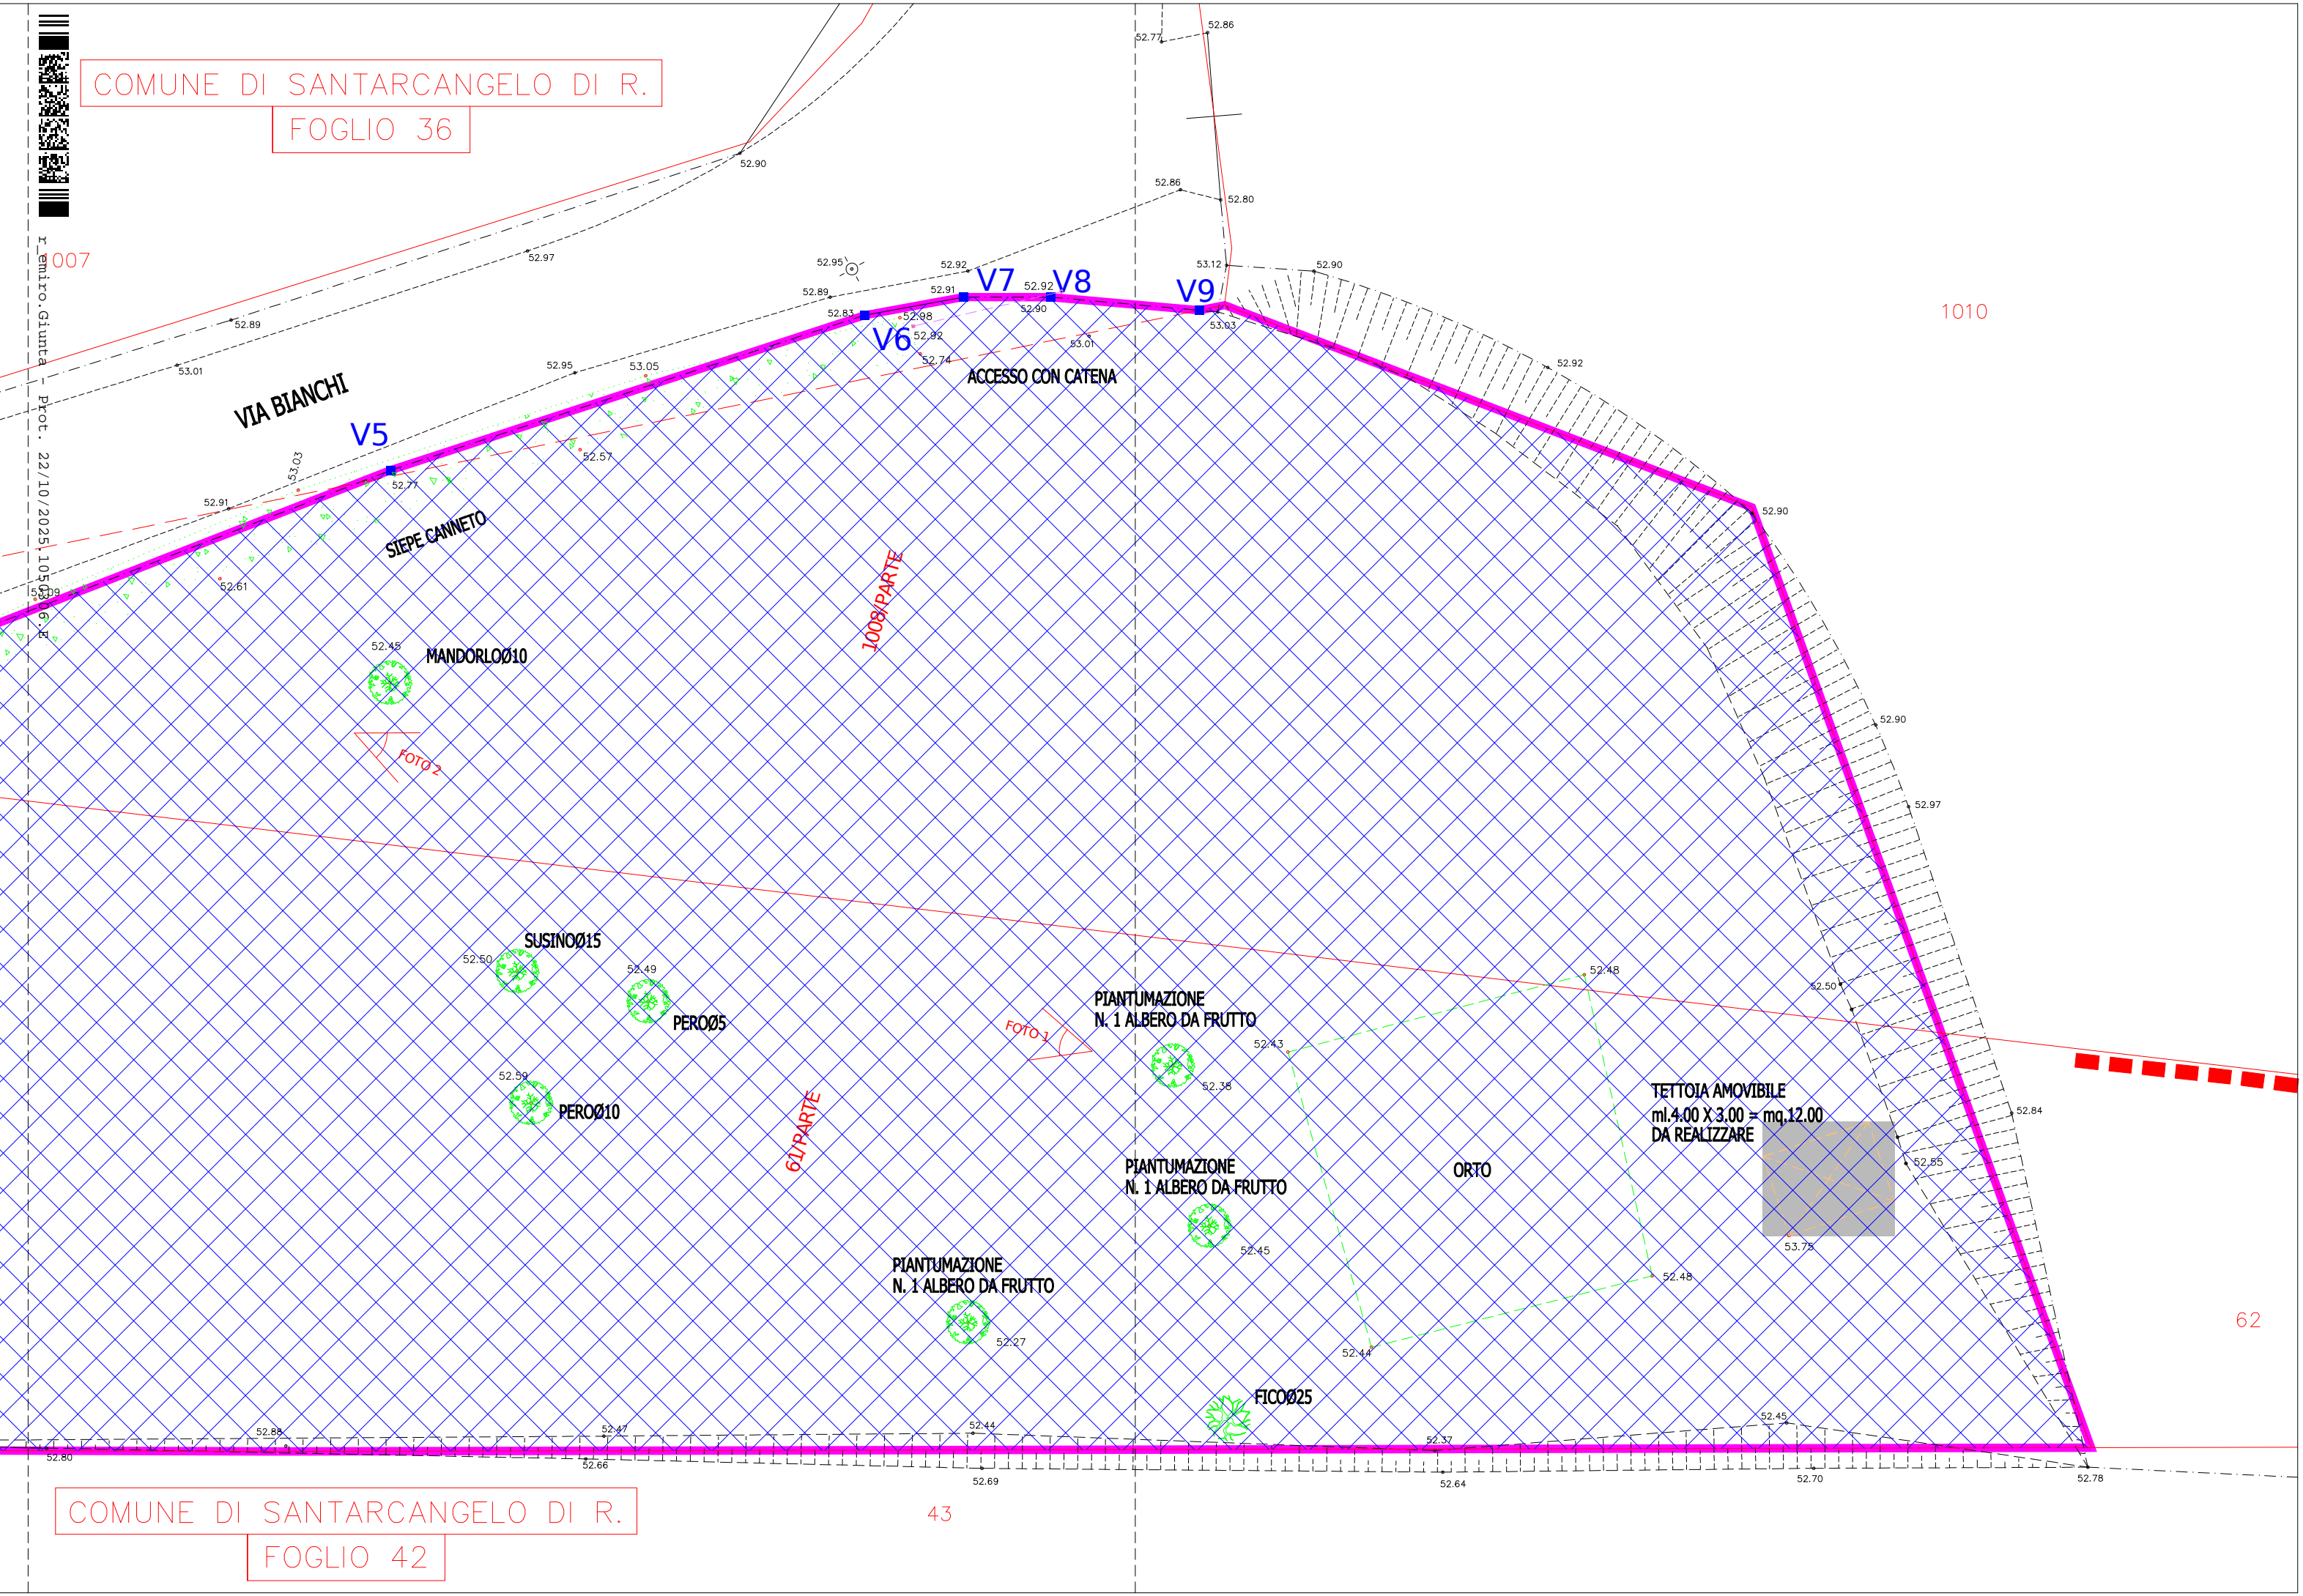 COMUNE DI SANTARCANGELO DI R.
FOGLIO 36
r_emiro.Giunta - Prot. 22/10/2025.1050306.E
1007
52.77
52.86
52.90
52.86
52.80
52.97
52.95
52.92
53.12
52.90
52.89
52.91
V7
52.92
V8
V9
1010
52.89
52.83
52.98
52.90
53.03
V6
52.92
53.01
52.74
53.01
52.95
53.05
ACCESSO CON CATENA
52.92
VIA BIANCHI
V5
52.57
53.03
52.77
52.91
52.90
SIEPE CANNETO
52.61
53.09
1008/PARTE
52.45
MANDORLOØ10
52.90
FOTO 2
52.97
SUSINOØ15
52.50
52.49
52.48
52.50
PEROØ5
PIANTUMAZIONE
N. 1 ALBERO DA FRUTTO
FOTO 1
52.43
52.38
52.59
PEROØ10
61/PARTE
TETTOIA AMOVIBILE
ml.4.00 X 3.00 = mq.12.00
DA REALIZZARE
52.84
52.55
PIANTUMAZIONE
N. 1 ALBERO DA FRUTTO
ORTO
52.45
53.75
PIANTUMAZIONE
N. 1 ALBERO DA FRUTTO
52.48
52.27
62
52.44
FICOØ25
52.88
52.47
52.44
52.45
52.37
52.80
52.66
52.69
52.64
52.70
52.78
COMUNE DI SANTARCANGELO DI R.
FOGLIO 42
43